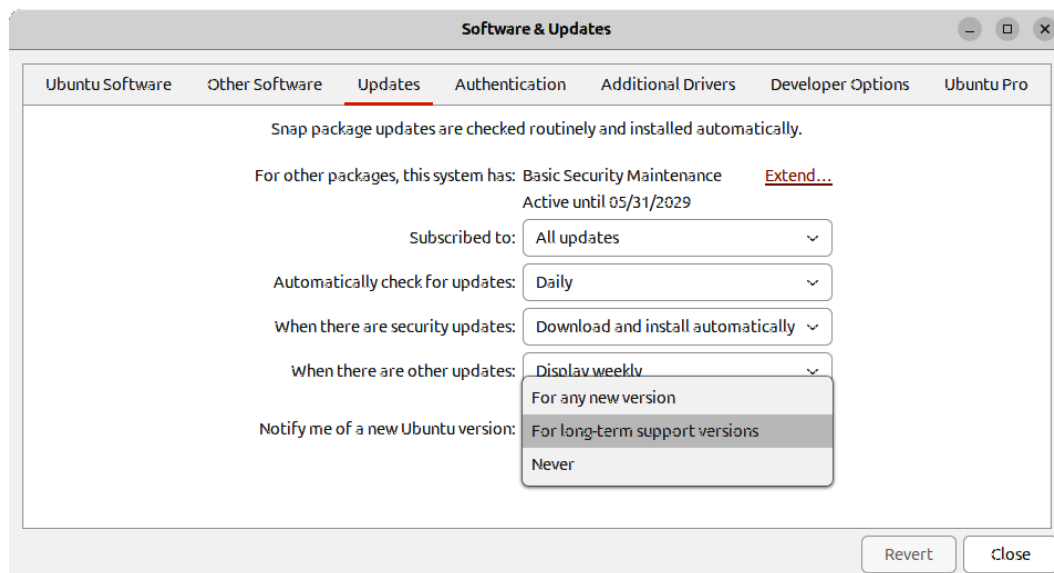 Software & Updates
Ubuntu Software Other Software Updates Authentication Additional Drivers Developer Options Ubuntu Pro
Snap package updates are checked routinely and installed automatically.
For other packages, this system has: Basic Security Maintenance Extend...
Active until 05/31/2029
Subscribed to: All updates
Automatically check for updates: Daily
When there are security updates: Download and install automatically
When there are other updates: Display weekly
For any new version
Notify me of a new Ubuntu version: For long-term support versions
Never
Revert Close